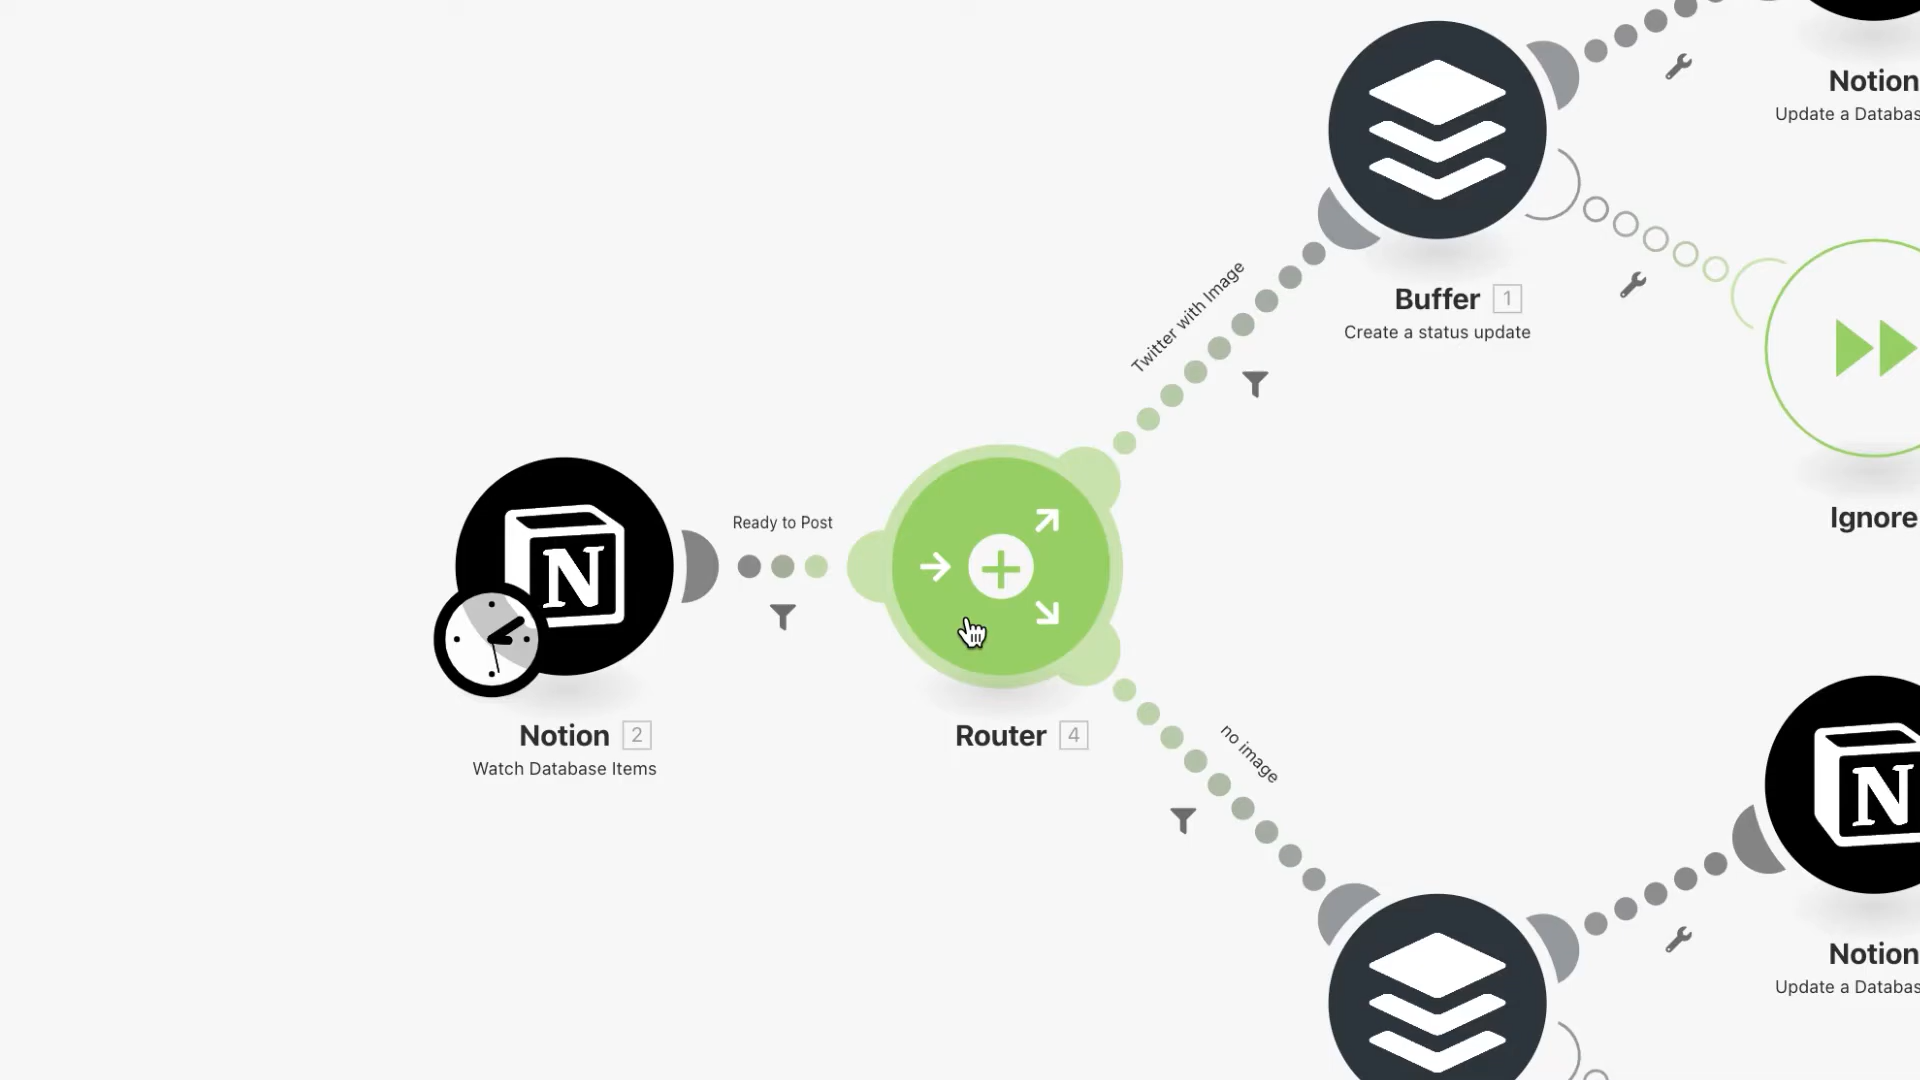 Notion
Update a Databas
Twitter with Image
Buffer 1
Create a status update
Ready to Post
Ignore
N
Notion 2
Watch Database Items
Router 4
no image
N
Notion
Update a Databas